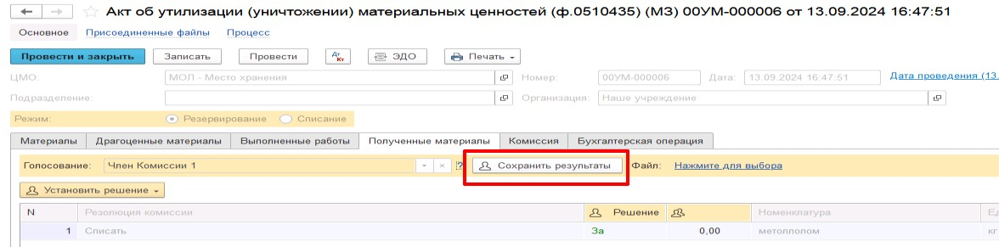 Акт об утилизации (уничтожении) материальных ценностей (ф.0510435) (МЗ) 00УМ-000006 от 13.09.2024 16:47:51
Основное Присоединенные файлы Процесс
Провести и закрыть Записать Провести Дт Кт ЭДО Печать
ЦМО: МОЛ - Место хранения Номер: 00УМ-000006 Дата: 13.09.2024 16:47:51 Дата проведения (13.
Подразделение: Организация: Наше учреждение
Режим: Резервирование Списание
Материалы Драгоценные материалы Выполненные работы Полученные материалы Комиссия Бухгалтерская операция
Голосование: Член Комиссии 1 ? Сохранить результаты Файл: Нажмите для выбора
Установить решение
N Резолюция комиссии Решение Номенклатура Ед
1 Списать За 0,00 метоллолом кг